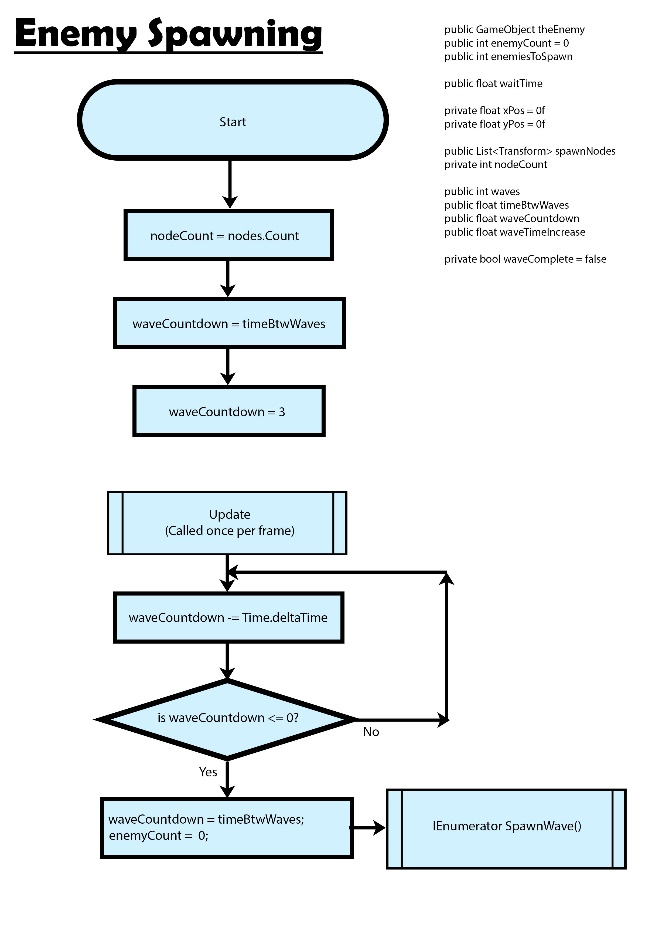 Enemy Spawning
public GameObject theEnemy
public int enemyCount = 0
public int enemiesToSpawn
public float waitTime
private float xPos = 0f
private float yPos = 0f
public List<Transform> spawnNodes
private int nodeCount
public int waves
public float timeBtwWaves
public float waveCountdown
public float waveTimeIncrease
private bool waveComplete = false
Start
nodeCount = nodes.Count
waveCountdown = timeBtwWaves
waveCountdown = 3
Update
(Called once per frame)
waveCountdown -= Time.deltaTime
is waveCountdown <= 0?
No
Yes
waveCountdown = timeBtwWaves;
enemyCount = 0;
IEnumerator SpawnWave()